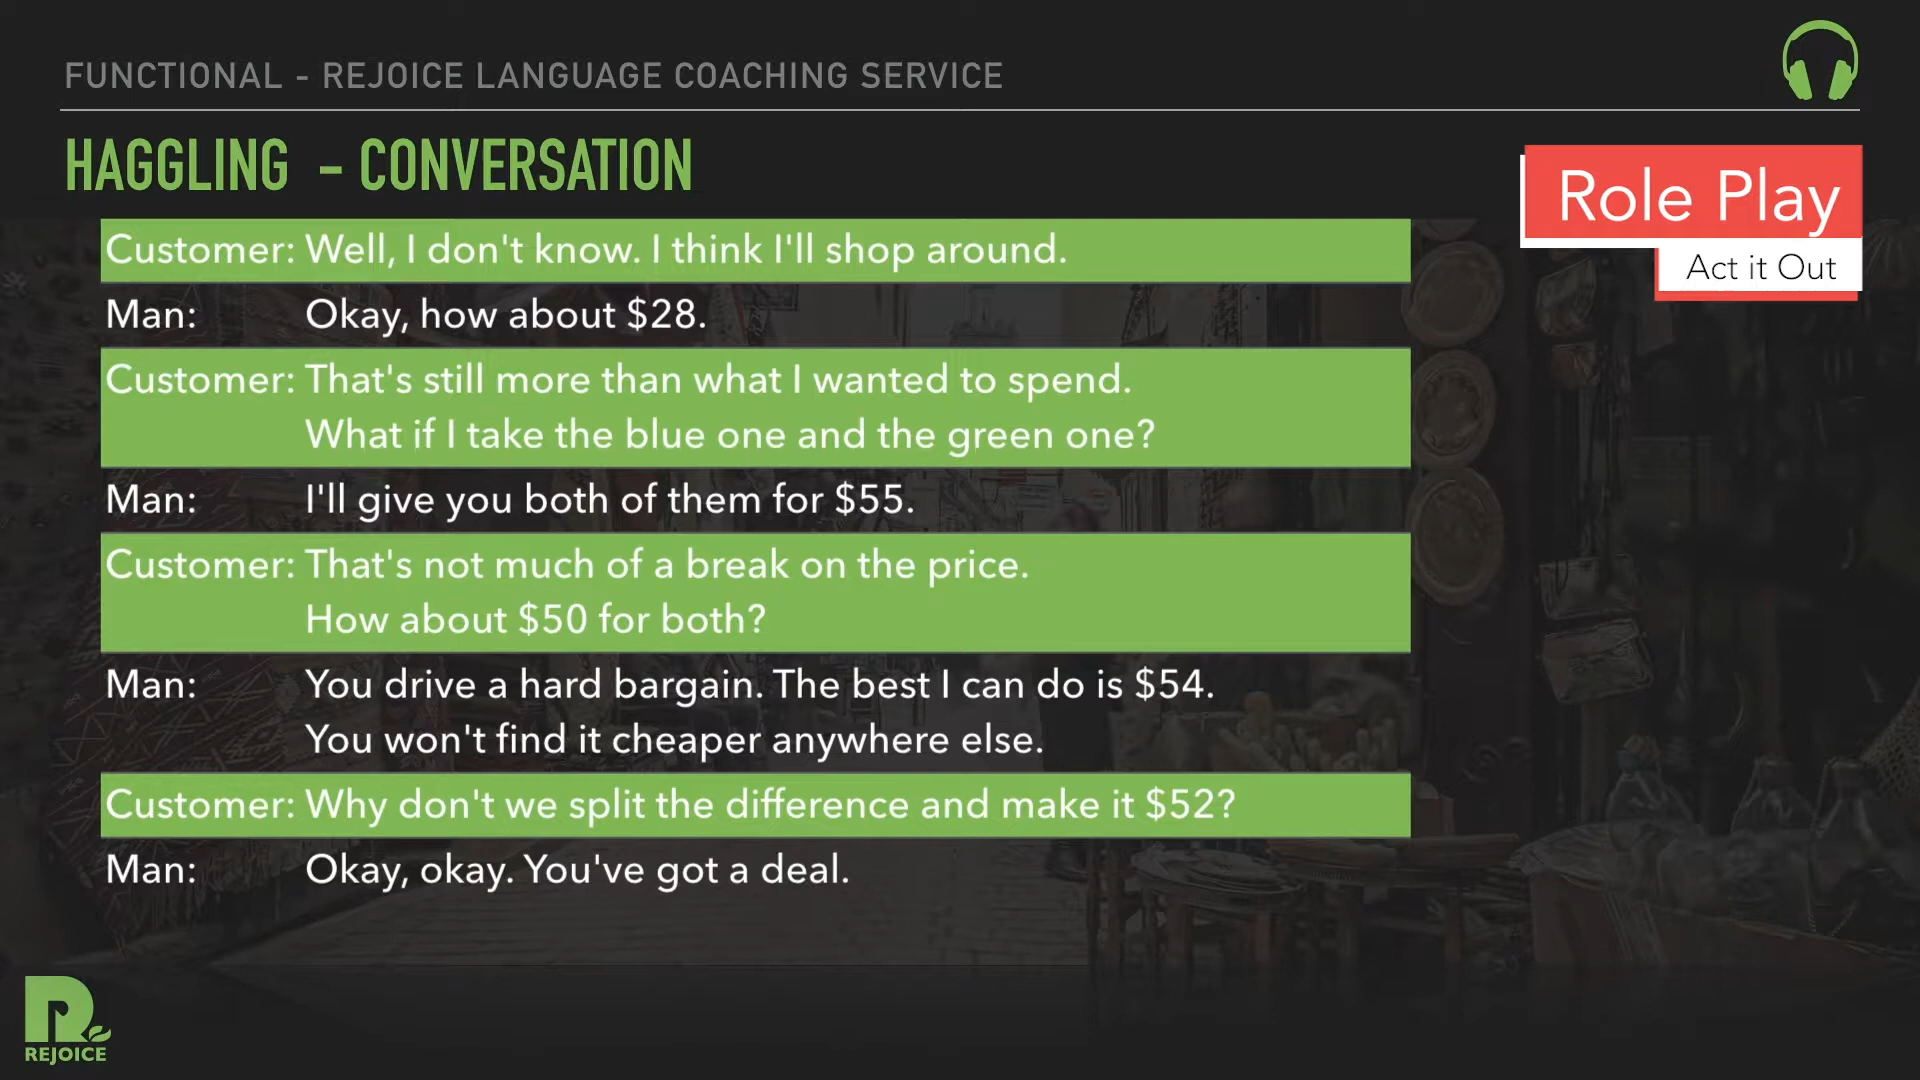 FUNCTIONAL - REJOICE LANGUAGE COACHING SERVICE
HAGGLING - CONVERSATION
Role Play
Act it Out
Customer: Well, I don't know. I think I'll shop around.
Man: Okay, how about $28.
Customer: That's still more than what I wanted to spend.
What if I take the blue one and the green one?
Man: I'll give you both of them for $55.
Customer: That's not much of a break on the price.
How about $50 for both?
Man: You drive a hard bargain. The best I can do is $54.
You won't find it cheaper anywhere else.
Customer: Why don't we split the difference and make it $52?
Man: Okay, okay. You've got a deal.
REJOICE